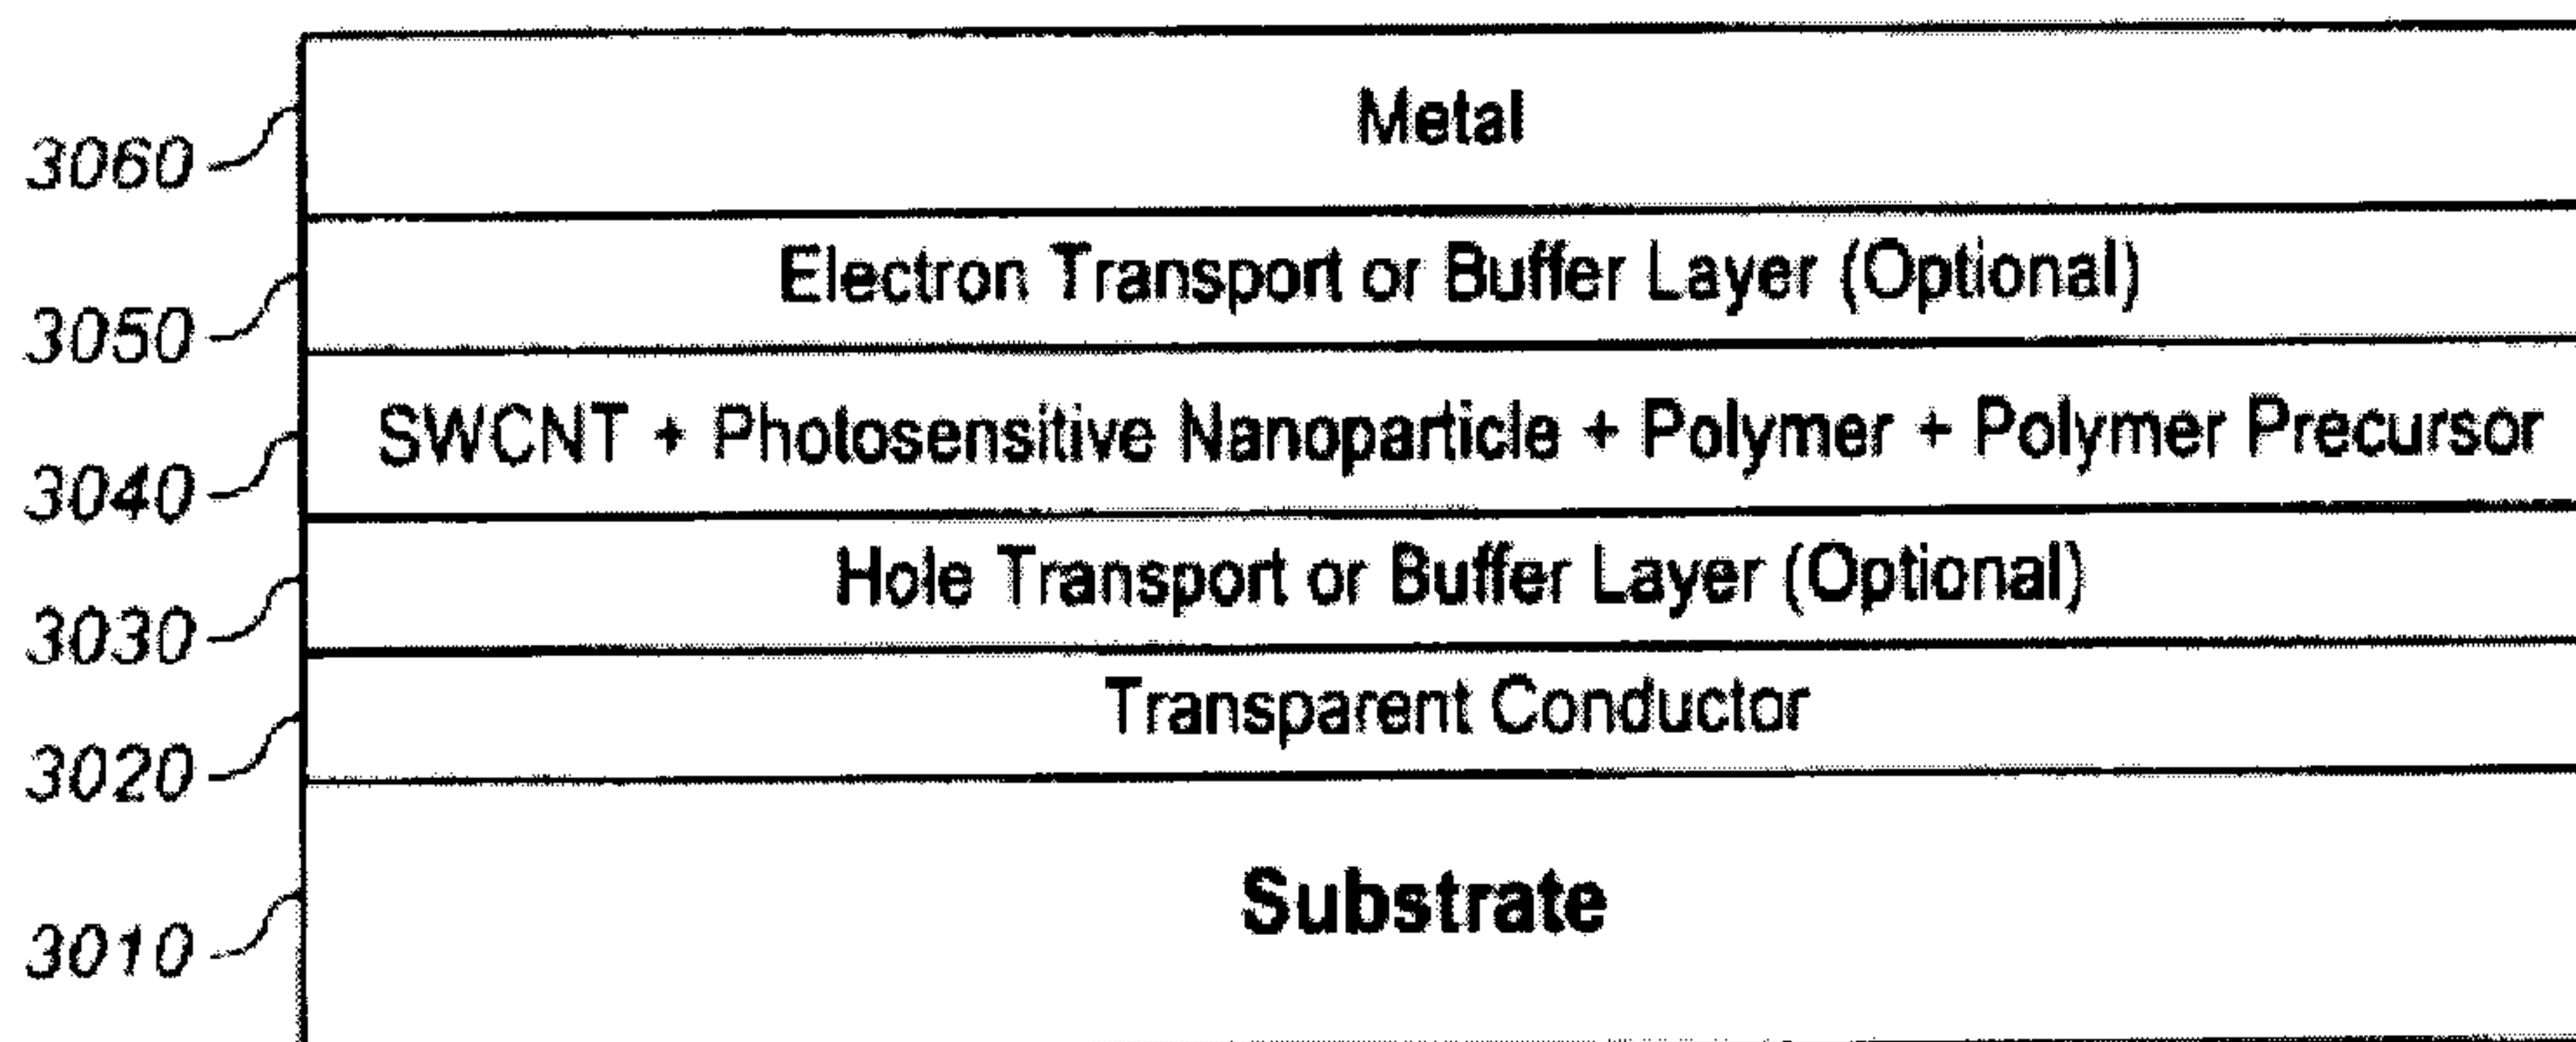 Metal
3060
Electron Transport or Buffer Layer (Optional)
3050
SWCNT + Photosensitive Nanoparticle + Polymer + Polymer Precursor
3040
Hole Transport or Buffer Layer (Optional)
3030
Transparent Conductor
3020
Substrate
3010